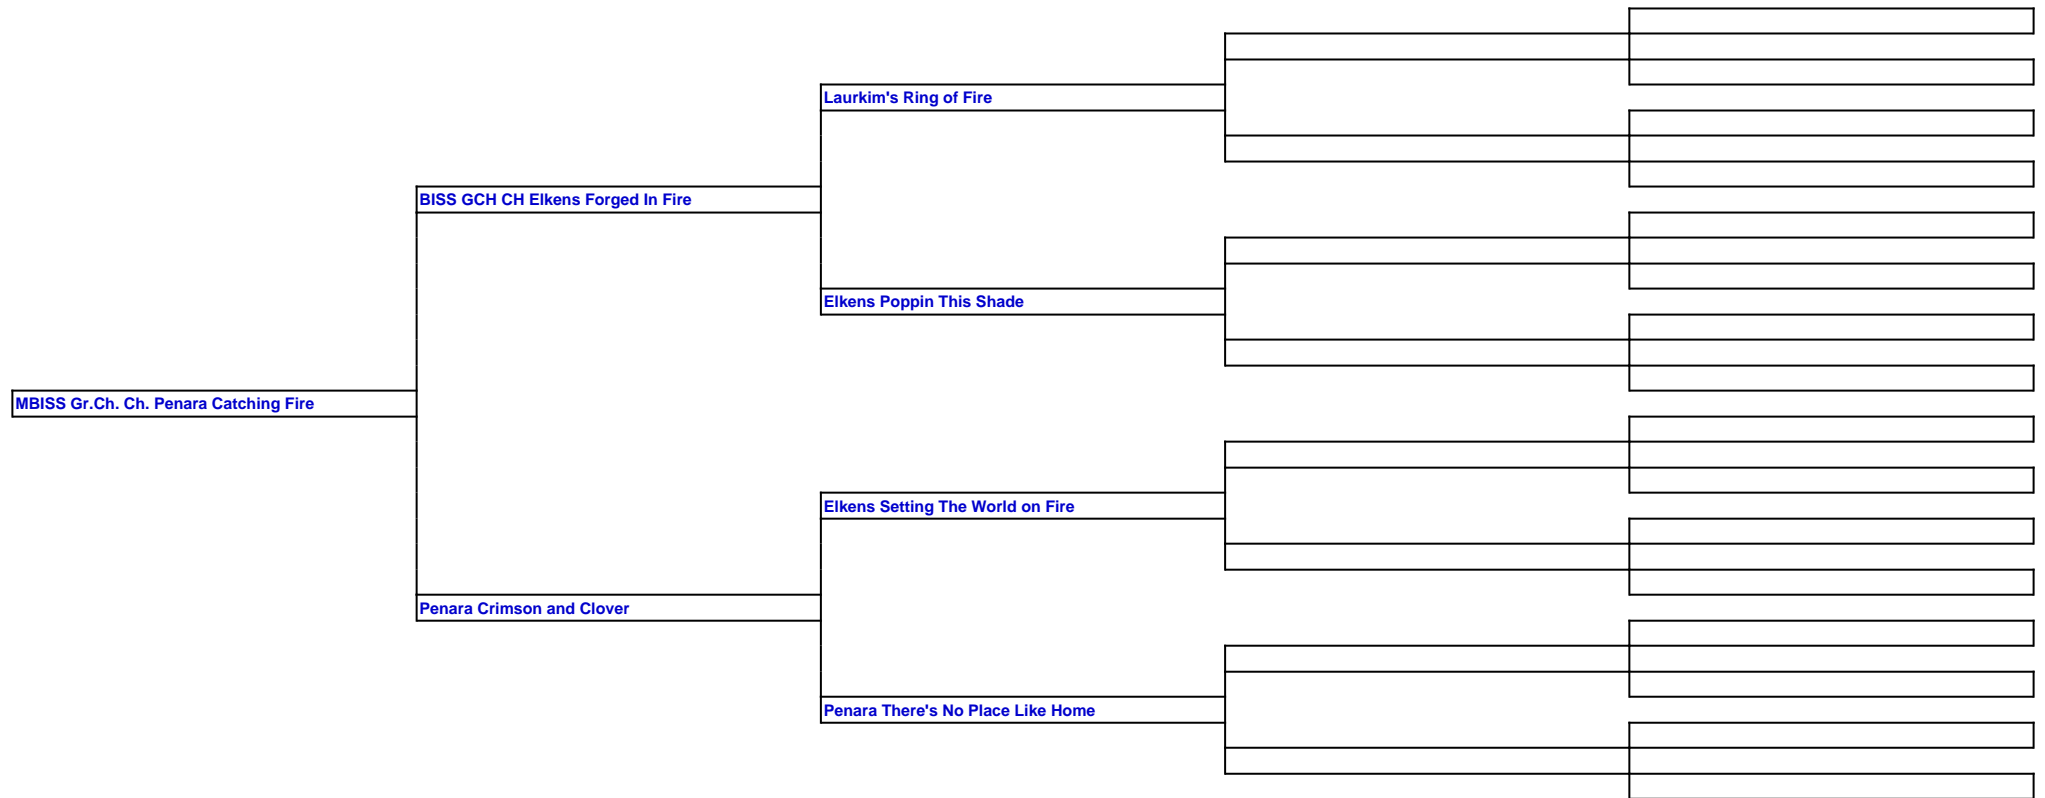 Laurkim's Ring of Fire
BISS GCH CH Elkens Forged In Fire
Elkens Poppin This Shade
MBISS Gr.Ch. Ch. Penara Catching Fire
Elkens Setting The World on Fire
Penara Crimson and Clover
Penara There's No Place Like Home